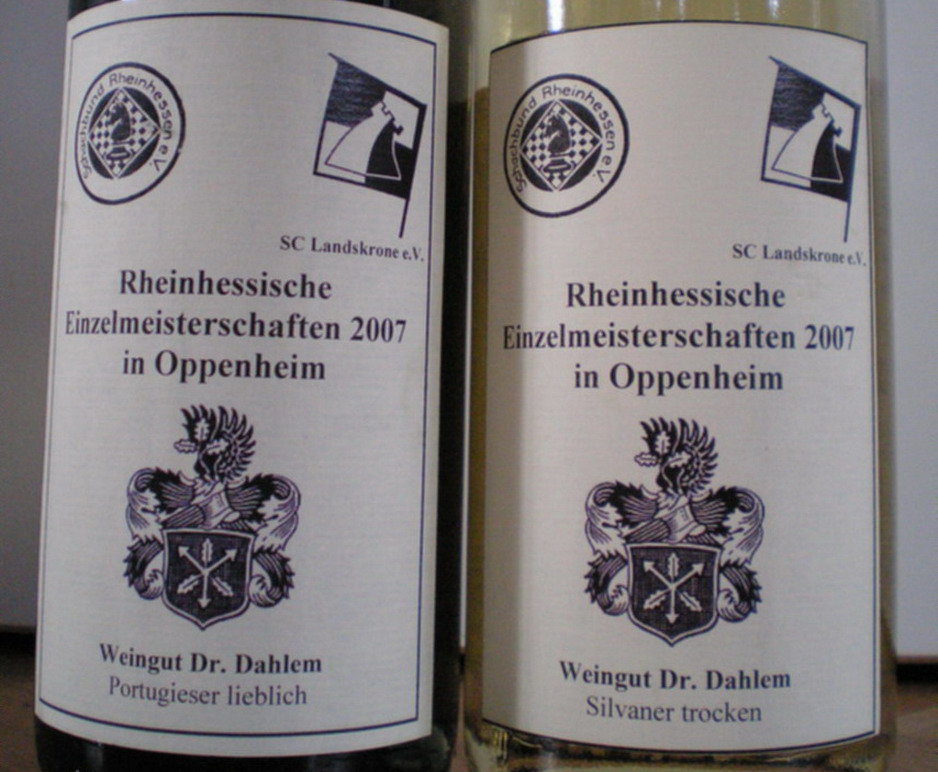 Schachbund Rheinhessen e.V.
SC Landskrone e.V.
Rheinhessische
Einzelmeisterschaften 2007
in Oppenheim
Weingut Dr. Dahlem
Portugieser lieblich
Schachbund Rheinhessen e.V.
SC Landskrone e.V.
Rheinhessische
Einzelmeisterschaften 2007
in Oppenheim
Weingut Dr. Dahlem
Silvaner trocken